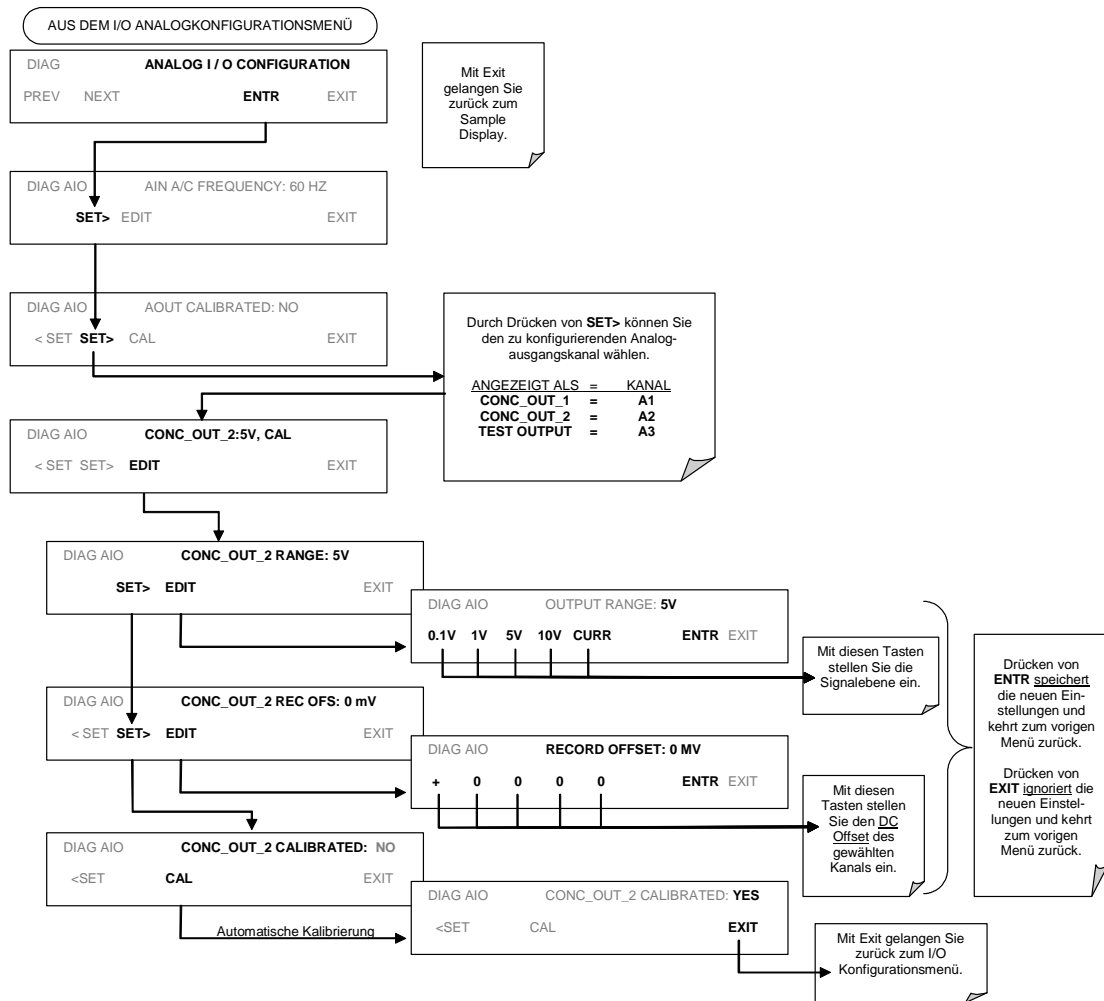 AUS DEM I/O ANALOGKONFIGURATIONSMENÜ
DIAG ANALOG I / O CONFIGURATION
PREV NEXT ENTR EXIT
Mit Exit
gelangen Sie
zurück zum
Sample
Display.
DIAG AIO AIN A/C FREQUENCY: 60 HZ
SET> EDIT EXIT
DIAG AIO AOUT CALIBRATED: NO
< SET SET> CAL EXIT
Durch Drücken von SET> können Sie
den zu konfigurierenden Analog-
ausgangskanal wählen.
ANGEZEIGT ALS = KANAL
CONC_OUT_1 = A1
CONC_OUT_2 = A2
TEST OUTPUT = A3
DIAG AIO CONC_OUT_2:5V, CAL
< SET SET> EDIT EXIT
DIAG AIO CONC_OUT_2 RANGE: 5V
SET> EDIT EXIT
DIAG AIO OUTPUT RANGE: 5V
0.1V 1V 5V 10V CURR ENTR EXIT
Mit diesen Tasten
stellen Sie die
Signalebene ein.
DIAG AIO CONC_OUT_2 REC OFS: 0 mV
< SET SET> EDIT EXIT
DIAG AIO RECORD OFFSET: 0 MV
+ 0 0 0 0 ENTR EXIT
Mit diesen
Tasten stellen
Sie den DC
Offset des
gewählten
Kanals ein.
Drücken von
ENTR speichert
die neuen Ein-
stellungen und
kehrt zum vorigen
Menü zurück.
Drücken von
EXIT ignoriert die
neuen Einstel-
lungen und kehrt
zum vorigen
Menü zurück.
DIAG AIO CONC_OUT_2 CALIBRATED: NO
<SET CAL EXIT
Automatische Kalibrierung
DIAG AIO CONC_OUT_2 CALIBRATED: YES
<SET CAL EXIT
Mit Exit gelangen Sie
zurück zum I/O
Konfigurationsmenü.